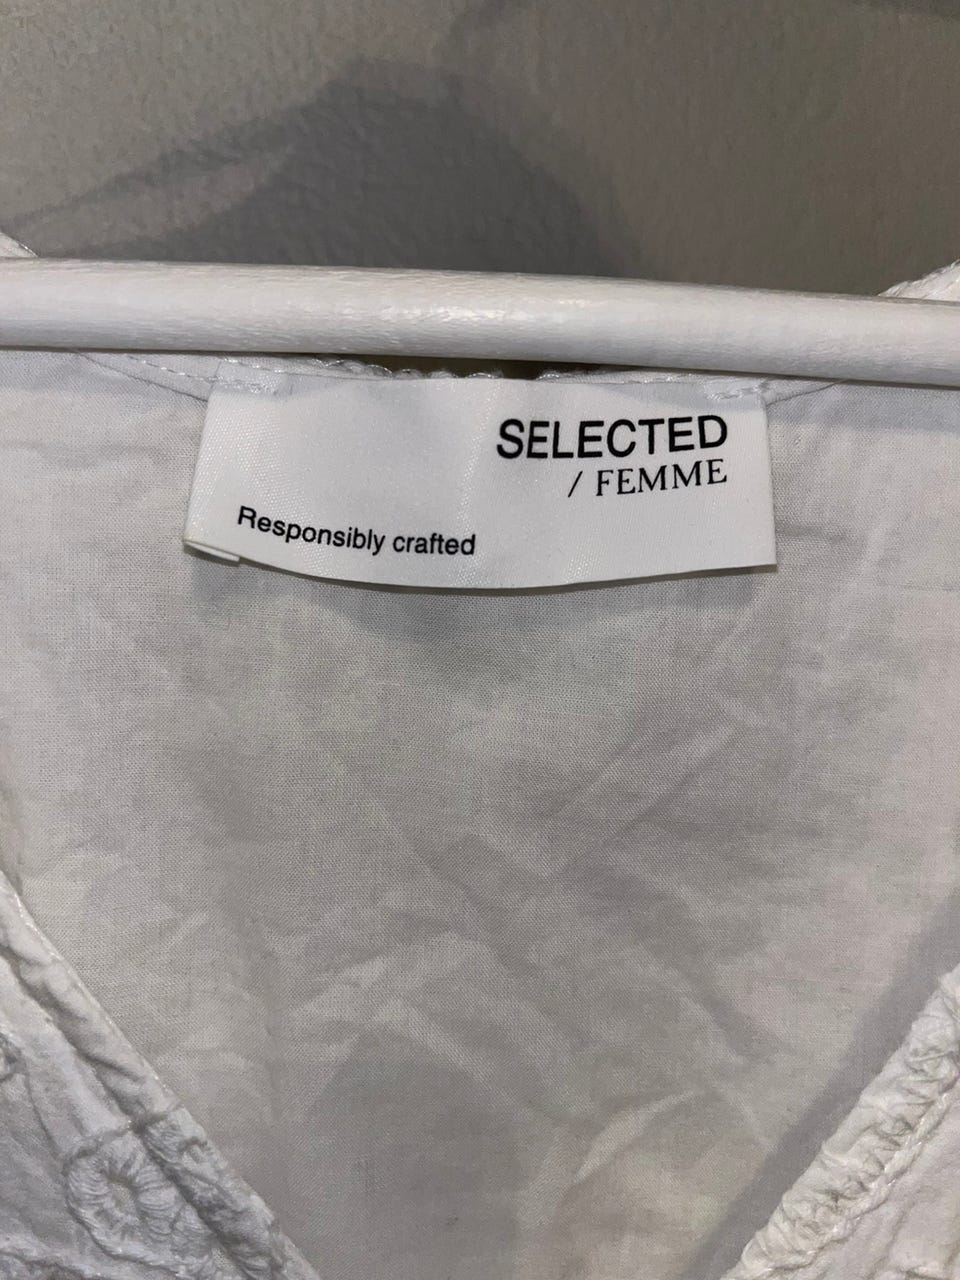 SELECTED
/ FEMME
Responsibly crafted